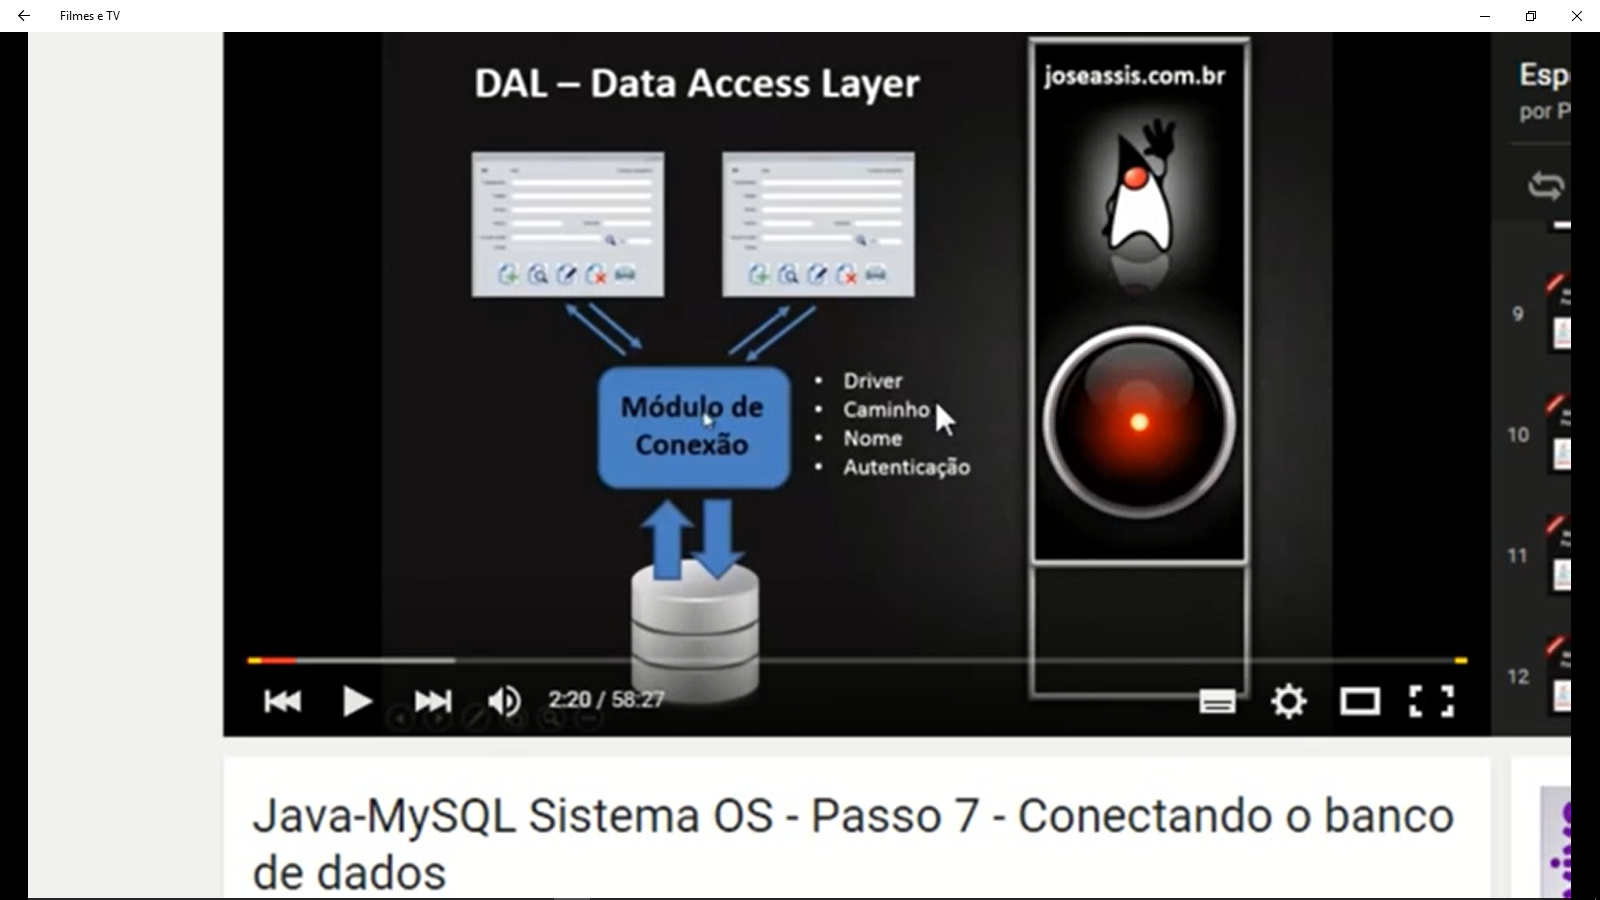 Filmes e TV
DAL – Data Access Layer
joseassis.com.br
Módulo de
Conexão
• Driver
• Caminho
• Nome
• Autenticação
Esp
por P
9
10
11
12
2:20 / 58:27
Java-MySQL Sistema OS - Passo 7 - Conectando o banco
de dados